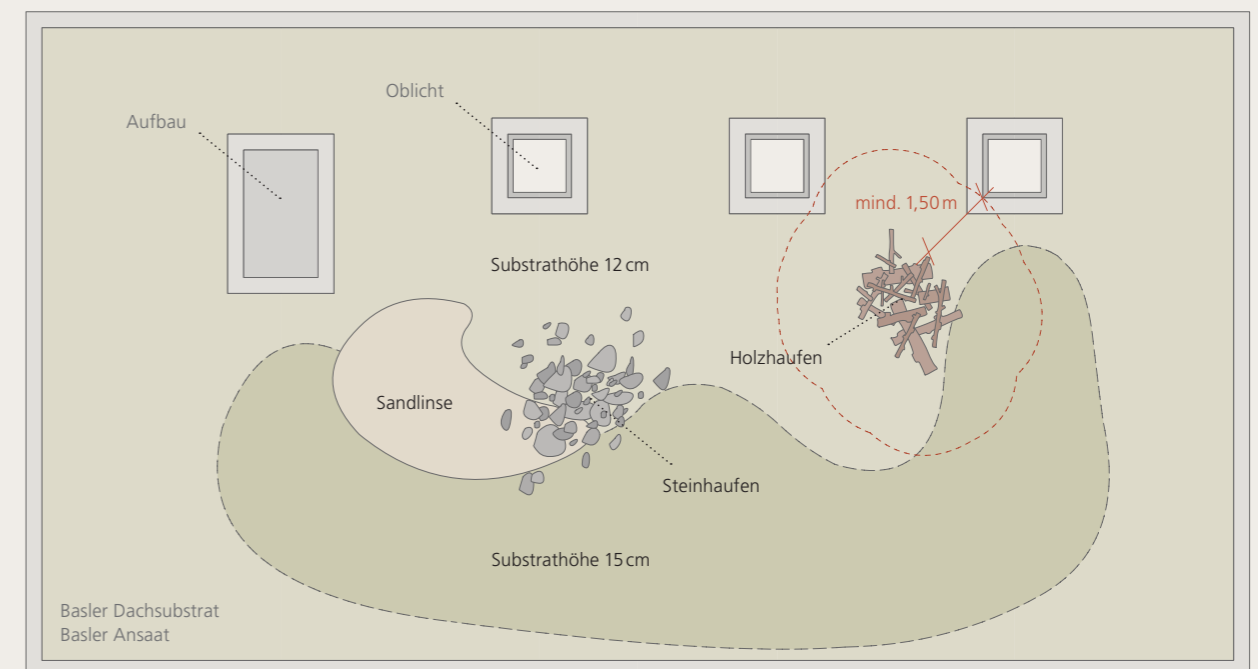 Oblicht
Aufbau
mind. 1,50 m
Substrathöhe 12 cm
Holzhaufen
Sandlinse
Steinhaufen
Substrathöhe 15 cm
Basler Dachsubstrat
Basler Ansaat